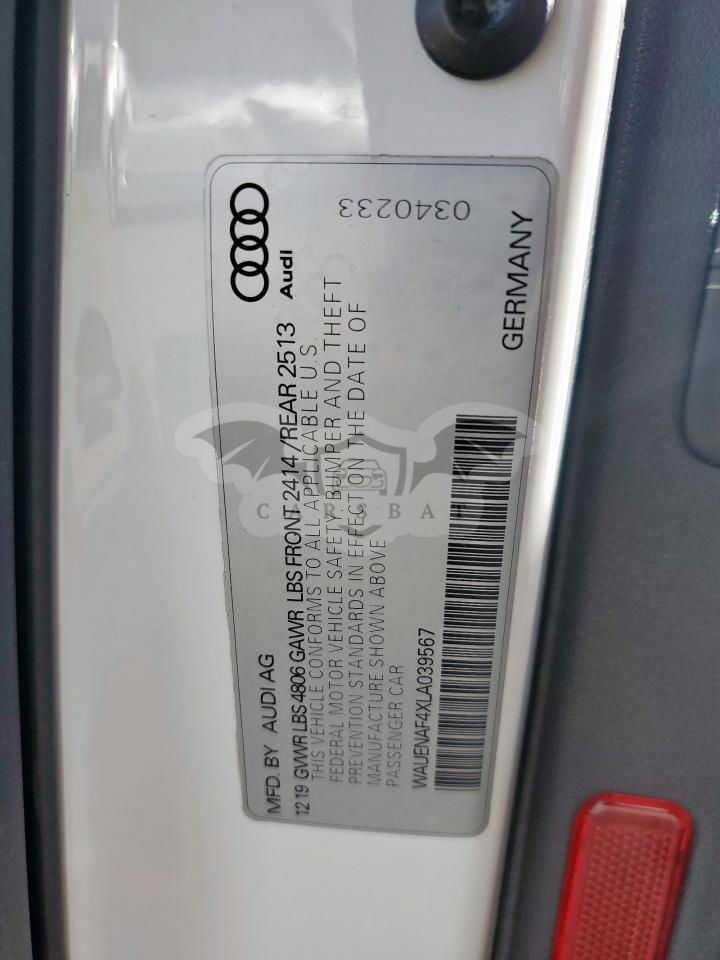 MFD. BY AUDI AG
Audi
12 19 GVWR LBS 4806 GAWR LBS FRONT 2414 /REAR 2513
THIS VEHICLE CONFORMS TO ALL APPLICABLE U.S.
FEDERAL MOTOR VEHICLE SAFETY, BUMPER AND THEFT
PREVENTION STANDARDS IN EFFECT ON THE DATE OF
MANUFACTURE SHOWN ABOVE
PASSENGER CAR
0340233
WAUENAF4XLA039567
GERMANY
CARSBAT